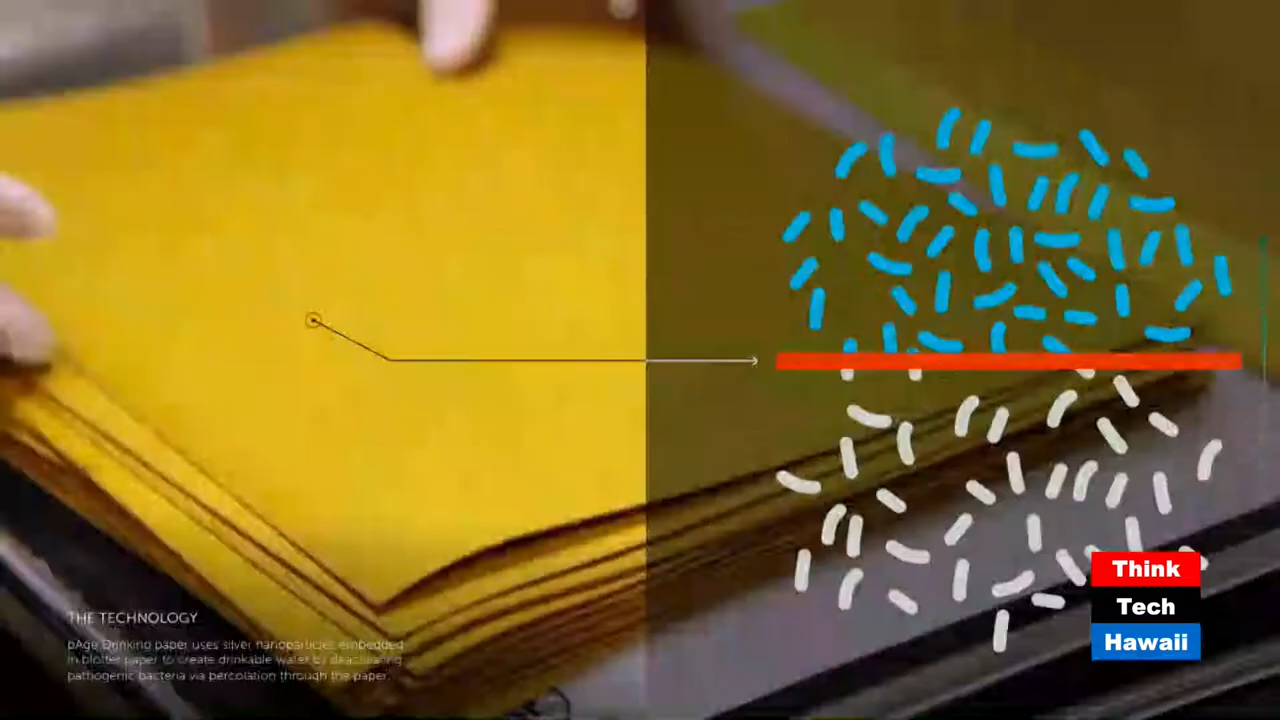 THE TECHNOLOGY
pAge Drinking paper uses silver nanoparticles embedded
in blotter paper to create drinkable water by deactivating
pathogenic bacteria via percolation through the paper.
Think
Tech
Hawaii